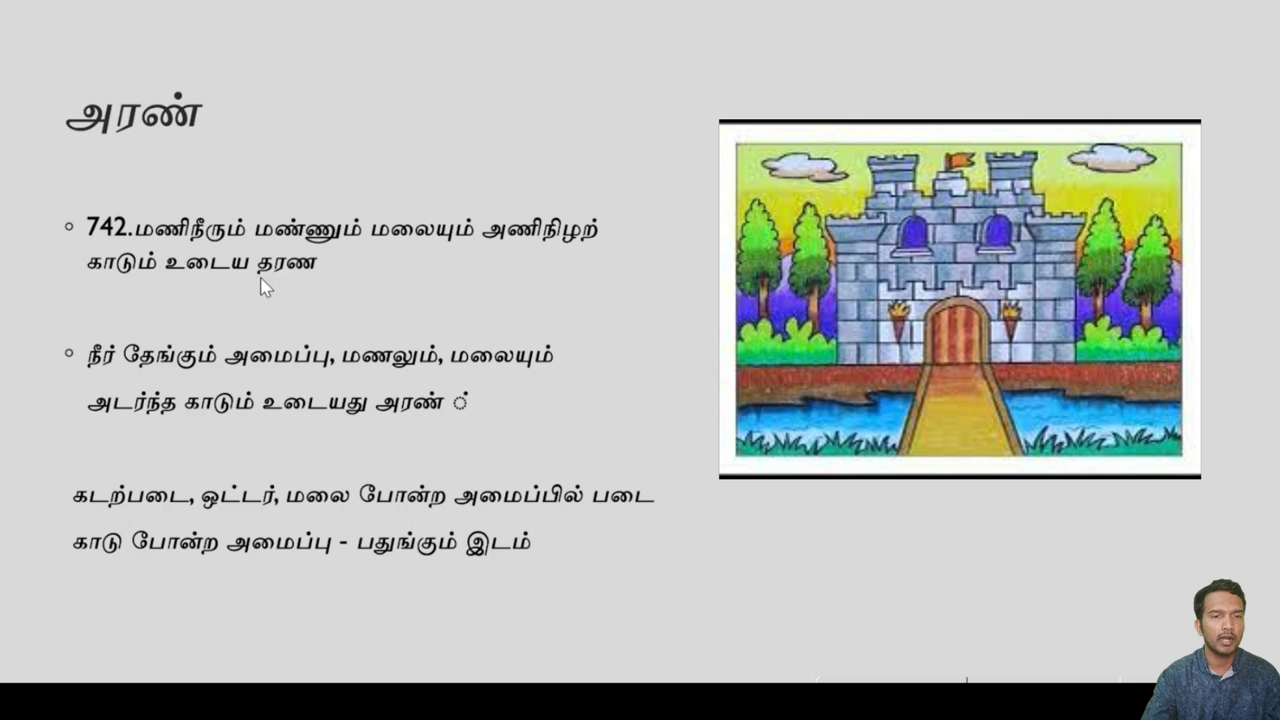 அரண்
742.மணிநீரும் மண்ணும் மலையும் அணிநிழற்
காடும் உடைய தரண
நீர் தேங்கும் அமைப்பு, மணலும், மலையும்
அடர்ந்த காடும் உடையது அரண் ்
கடற்படை, ஒட்டர், மலை போன்ற அமைப்பில் படை
காடு போன்ற அமைப்பு - பதுங்கும் இடம்